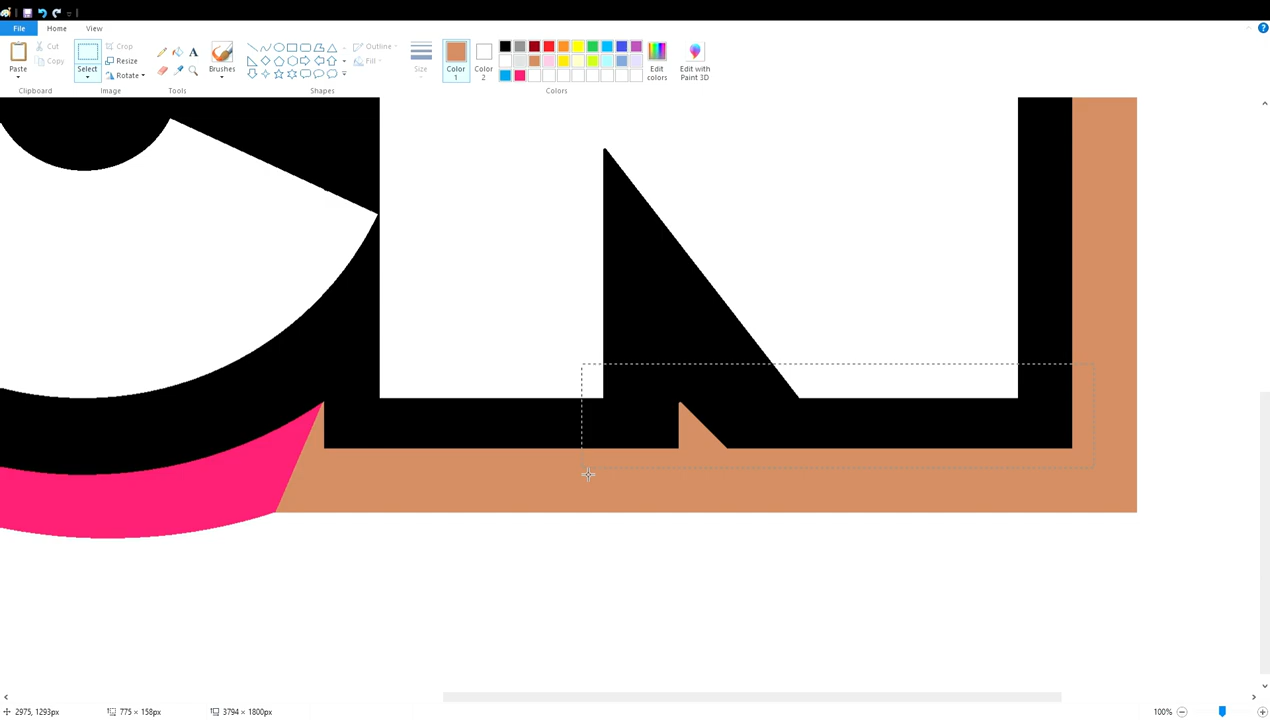 File Home View
Paste
Cut
Copy
Clipboard
Select
Crop
Resize
Rotate
Image
A
Tools
Brushes
Outline
Fill
Shapes
Size
Color 1
Color 2
Edit colors
Colors
Edit with Paint 3D
2975, 1293px
775 × 158px
3794 × 1800px
100%